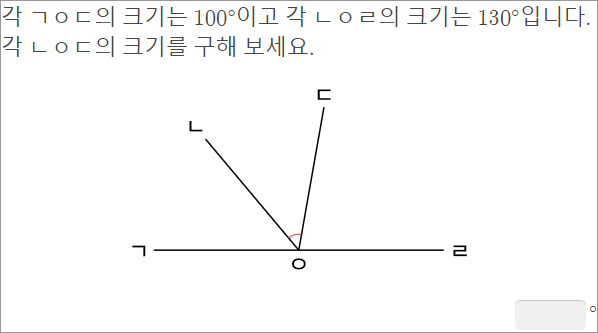 각 ㄱㅇㄷ의 크기는 100°이고 각 ㄴㅇㄹ의 크기는 130°입니다.
각 ㄴㅇㄷ의 크기를 구해 보세요.
ㄷ
ㄴ
ㄱ
ㄹ
ㅇ
°